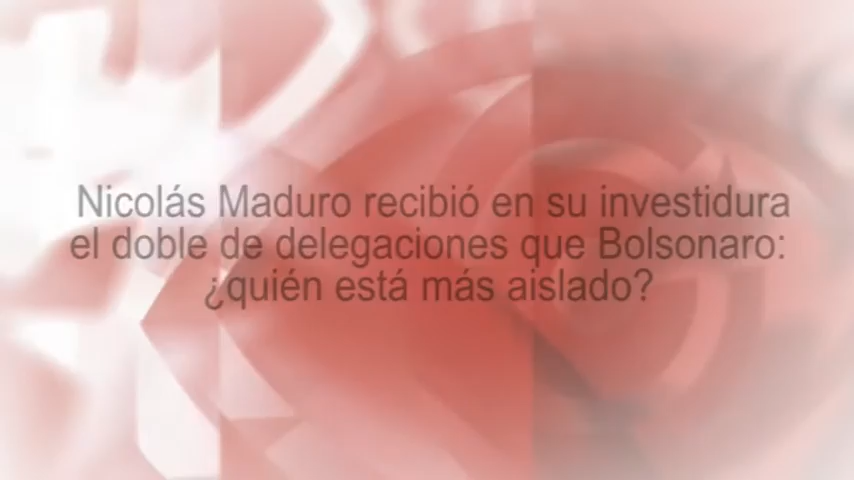 Nicolás Maduro recibió en su investidura
el doble de delegaciones que Bolsonaro:
¿quién está más aislado?